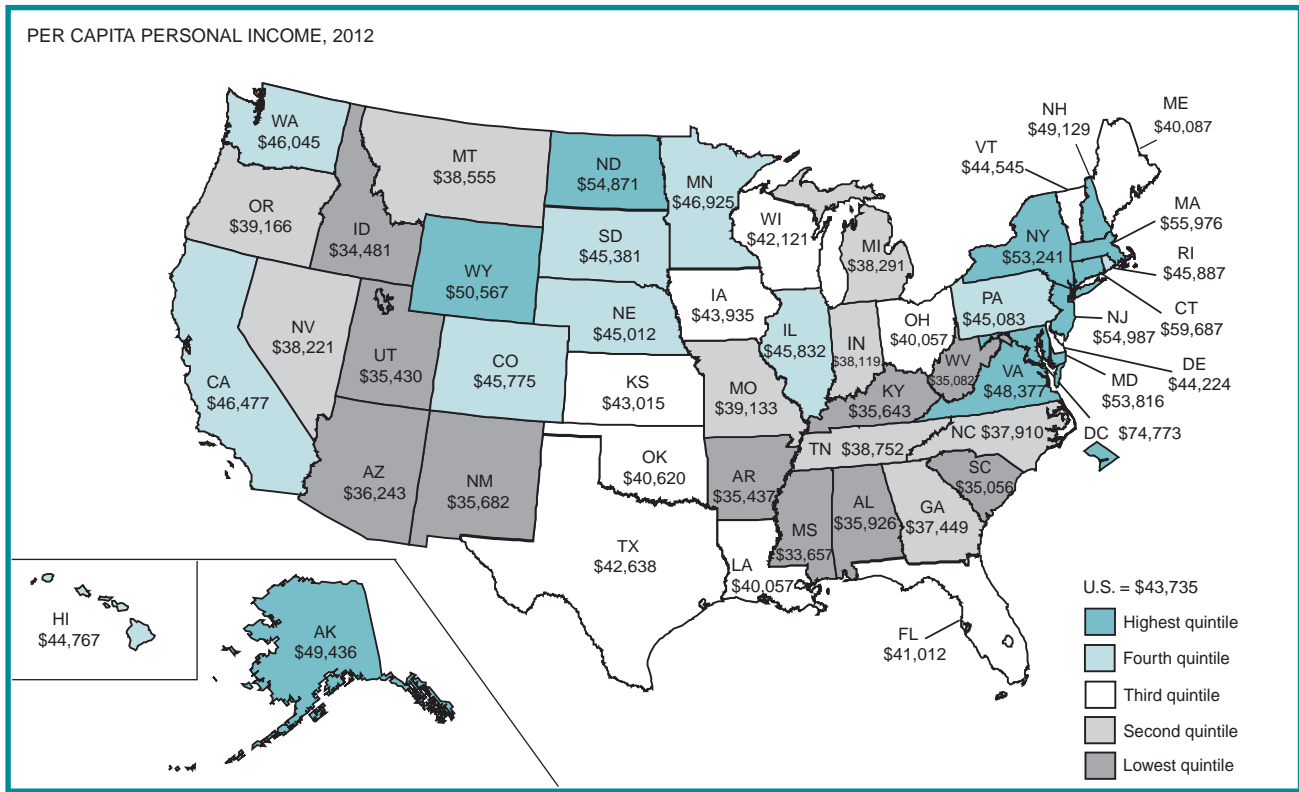 PER CAPITA PERSONAL INCOME, 2012
WA
$46,045
OR
$39,166
CA
$46,477
NV
$38,221
ID
$34,481
MT
$38,555
WY
$50,567
UT
$35,430
CO
$45,775
AZ
$36,243
NM
$35,682
ND
$54,871
SD
$45,381
NE
$45,012
KS
$43,015
OK
$40,620
TX
$42,638
MN
$46,925
IA
$43,935
MO
$39,133
AR
$35,437
LA
$40,057
WI
$42,121
IL
$45,832
MI
$38,291
IN
$38,119
OH
$40,057
KY
$35,643
TN $38,752
MS
$33,657
AL
$35,926
GA
$37,449
FL
$41,012
SC
$35,056
NC $37,910
VA
$48,377
WV
$35,082
PA
$45,083
NY
$53,241
VT
$44,545
NH
$49,129
ME
$40,087
MA
$55,976
RI
$45,887
CT
$59,687
NJ
$54,987
DE
$44,224
MD
$53,816
DC $74,773
HI
$44,767
AK
$49,436
U.S. = $43,735
Highest quintile
Fourth quintile
Third quintile
Second quintile
Lowest quintile